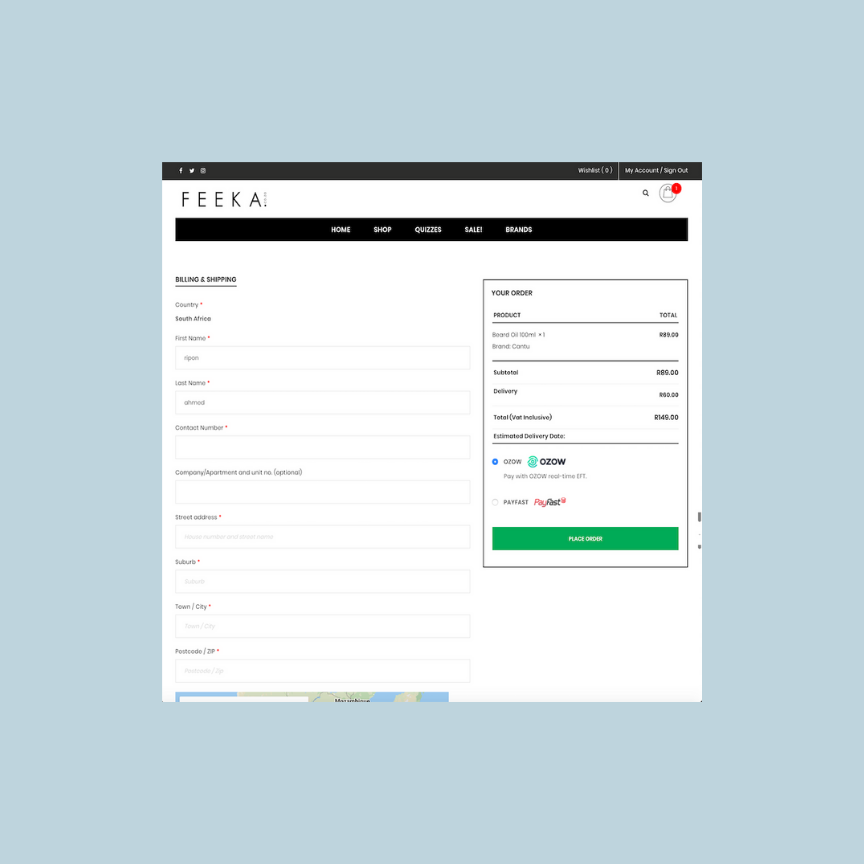 Wishlist ( 0 )
My Account / Sign Out
FEEKA.
1
HOME
SHOP
QUIZZES
SALE!
BRANDS
BILLING & SHIPPING
Country *
South Africa
First Name *
ripon
Last Name *
ahmod
Contact Number *
Company/Apartment and unit no. (optional)
Street address *
House number and street name
Suburb *
Suburb
Town / City *
Town / City
Postcode / ZIP *
Postcode / Zip
Mozambique
YOUR ORDER
PRODUCT
TOTAL
Beard Oil 100ml × 1
R89.00
Brand: Cantu
Subtotal
R89.00
Delivery
R60.00
Total (Vat Inclusive)
R149.00
Estimated Delivery Date:
OZOW
OZOW
Pay with OZOW real-time EFT.
PAYFAST
PayFast
PLACE ORDER